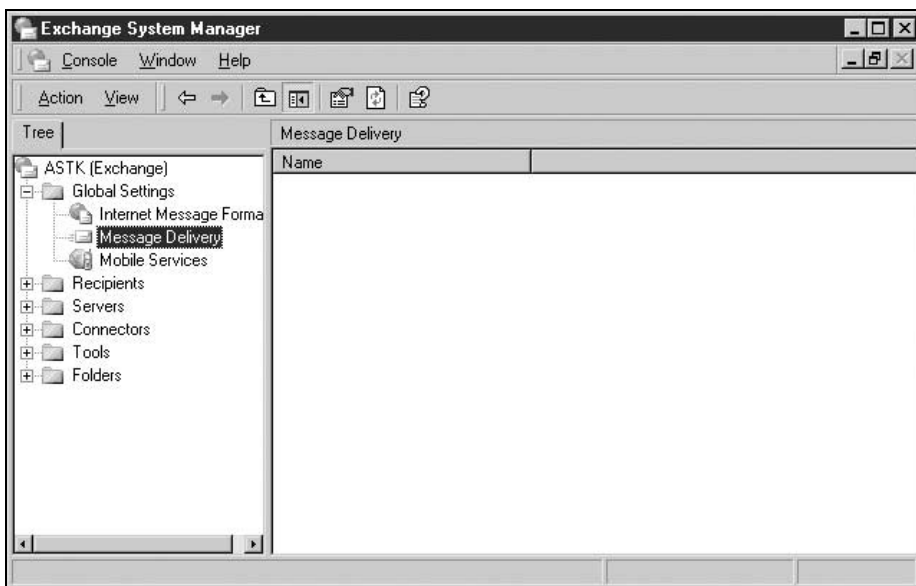 Exchange System Manager
Console Window Help
Action View
Tree
Message Delivery
Name
ASTK (Exchange)
Global Settings
Internet Message Forma
Message Delivery
Mobile Services
Recipients
Servers
Connectors
Tools
Folders